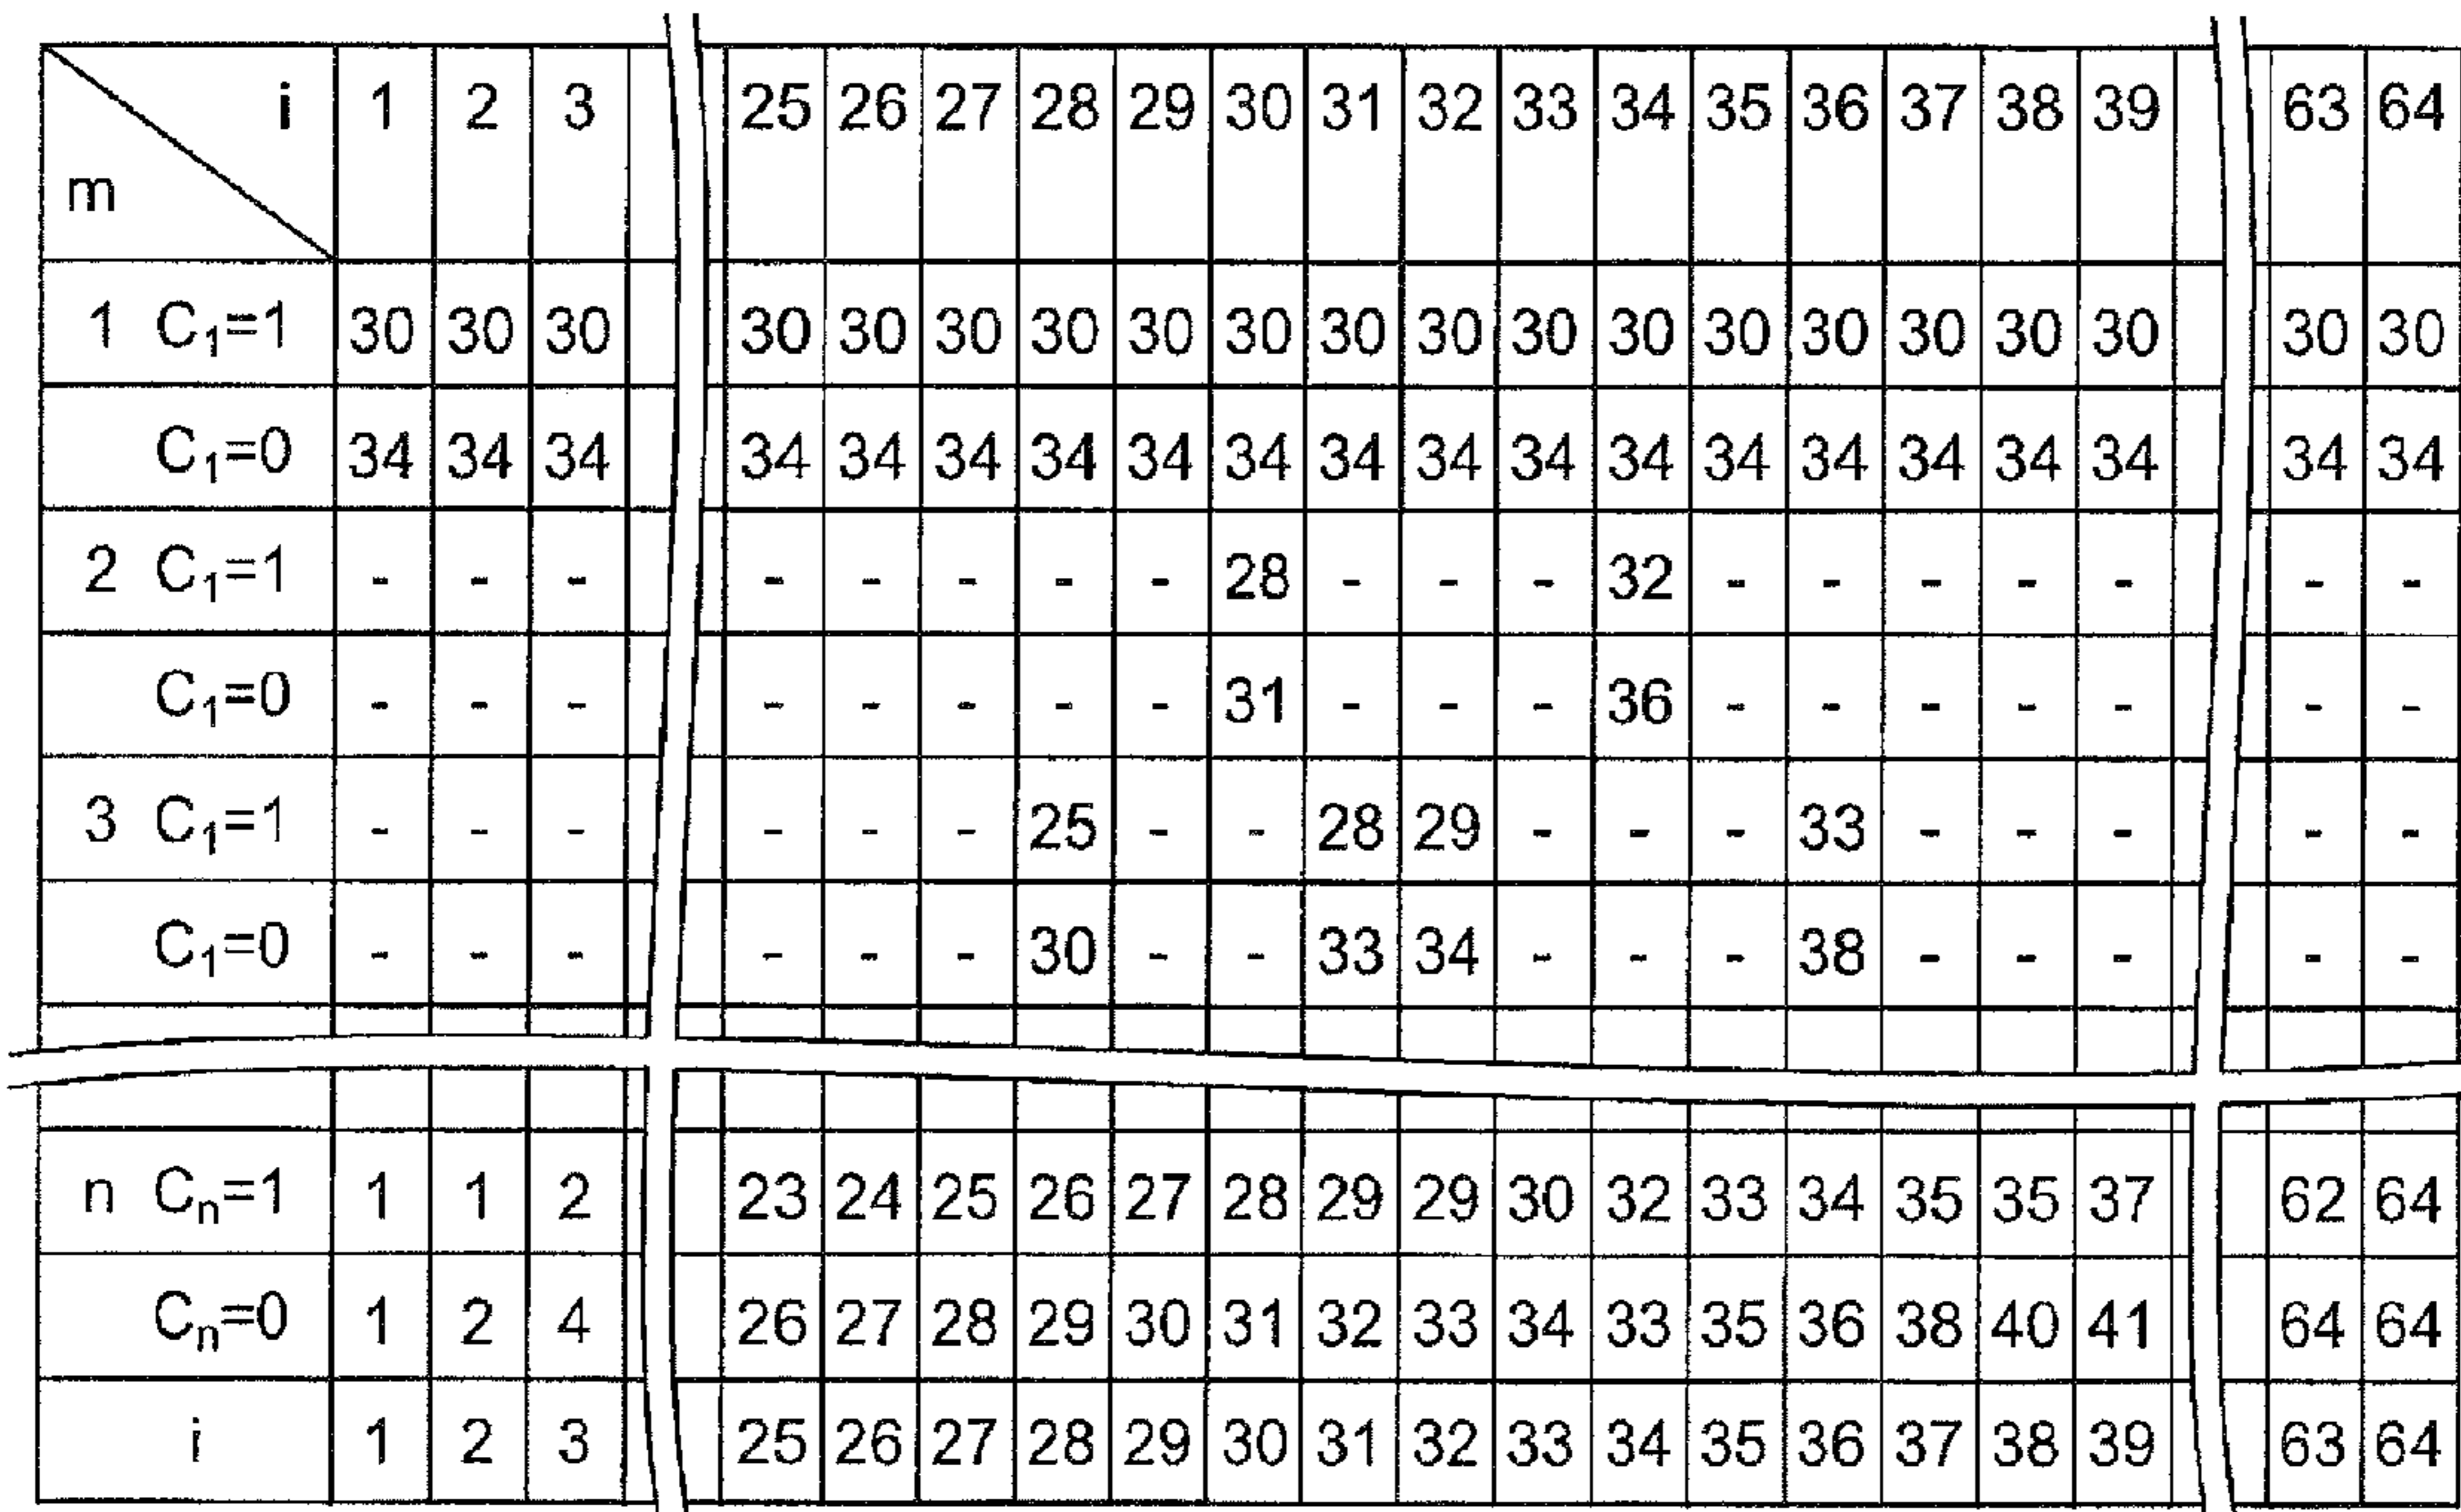 i 1 2 3 25 26 27 28 29 30 31 32 33 34 35 36 37 38 39 63 64
m
1 C₁=1 30 30 30 30 30 30 30 30 30 30 30 30 30 30 30 30 30 30 30 30
C₁=0 34 34 34 34 34 34 34 34 34 34 34 34 34 34 34 34 34 34 34 34
2 C₁=1 - - - - - - - - 28 - - - 32 - - - - - - -
C₁=0 - - - - - - - - 31 - - - 36 - - - - - - -
3 C₁=1 - - - - - - 25 - - 28 29 - - - 33 - - - - -
C₁=0 - - - - - - 30 - - 33 34 - - - 38 - - - - -
n Cₙ=1 1 1 2 23 24 25 26 27 28 29 29 30 32 33 34 35 35 37 62 64
Cₙ=0 1 2 4 26 27 28 29 30 31 32 33 34 33 35 36 38 40 41 64 64
i 1 2 3 25 26 27 28 29 30 31 32 33 34 35 36 37 38 39 63 64